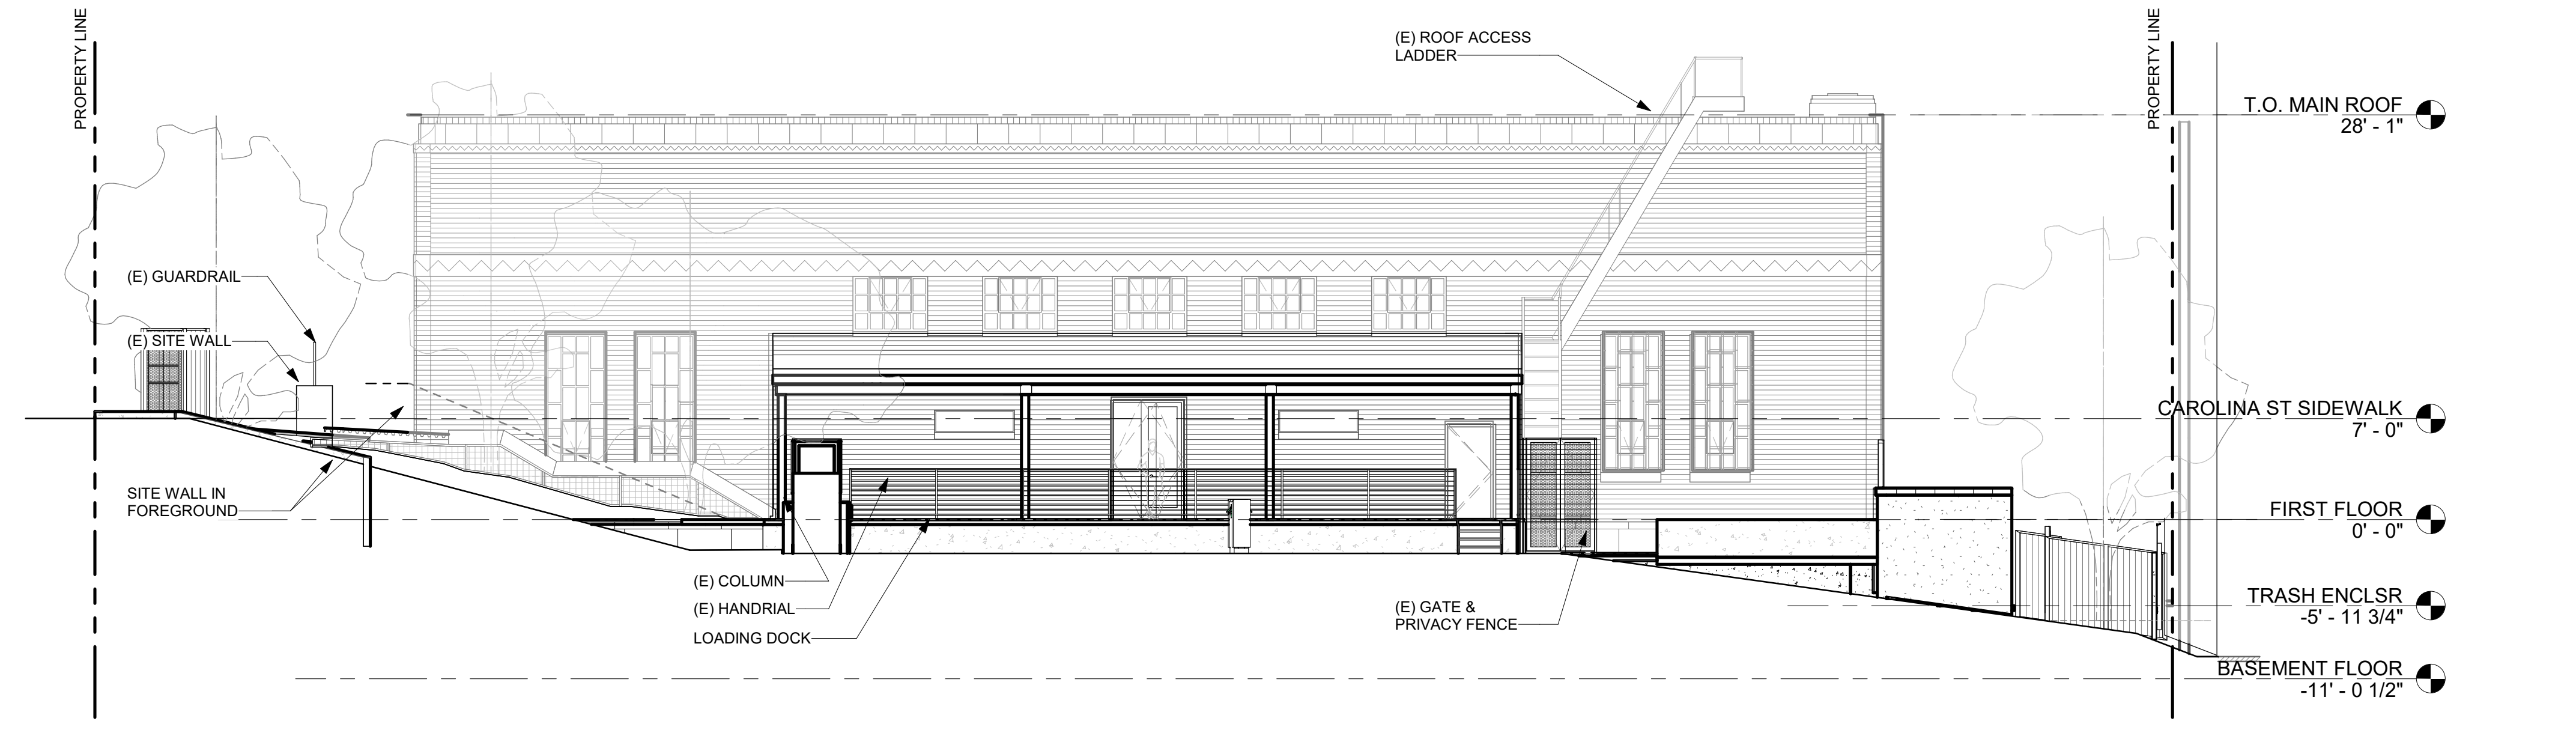 PROPERTY LINE
(E) ROOF ACCESS
LADDER
PROPERTY LINE
T.O. MAIN ROOF
28' - 1"
(E) GUARDRAIL
(E) SITE WALL
CAROLINA ST SIDEWALK
7' - 0"
SITE WALL IN
FOREGROUND
FIRST FLOOR
0' - 0"
(E) COLUMN
(E) HANDRIAL
LOADING DOCK
(E) GATE &
PRIVACY FENCE
TRASH ENCLSR
-5' - 11 3/4"
BASEMENT FLOOR
-11' - 0 1/2"